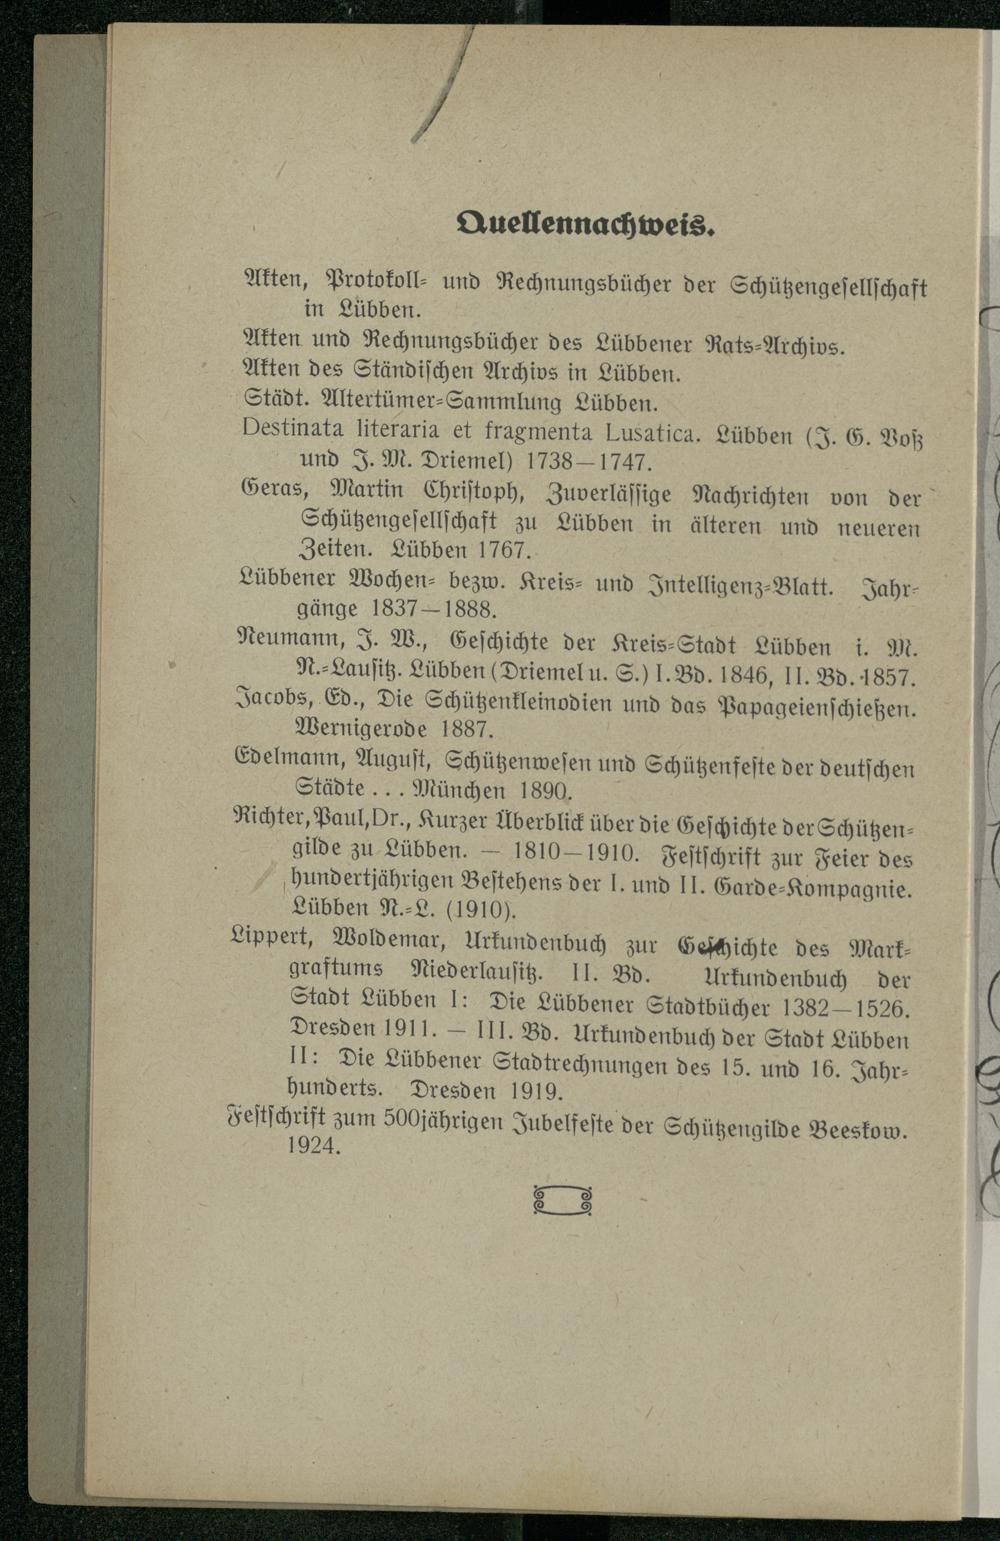 Quellennachweis.
Akten, Protokoll- und Rechnungsbücher der Schützengesellschaft
in Lübben.
Akten und Rechnungsbücher des Lübbener Rats-Archivs.
Akten des Ständischen Archivs in Lübben.
Städt. Altertümer-Sammlung Lübben.
Destinata literaria et fragmenta Lusatica. Lübben (J. G. Voß
und J. M. Driemel) 1738—1747.
Geras, Martin Christoph, Zuverlässige Nachrichten von der
Schützengesellschaft zu Lübben in älteren und neueren
Zeiten. Lübben 1767.
Lübbener Wochen- bezw. Kreis- und Intelligenz-Blatt. Jahr-
gänge 1837—1888.
Neumann, J. W., Geschichte der Kreis-Stadt Lübben i. M.
N.-Lausitz. Lübben (Driemel u. S.) I. Bd. 1846, II. Bd. 1857.
Jacobs, Ed., Die Schützenkleinodien und das Papageienschießen.
Wernigerode 1887.
Edelmann, August, Schützenwesen und Schützenfeste der deutschen
Städte . . . München 1890.
Richter, Paul, Dr., Kurzer Überblick über die Geschichte der Schützen-
gilde zu Lübben. — 1810—1910. Festschrift zur Feier des
hundertjährigen Bestehens der I. und II. Garde-Kompagnie.
Lübben N.-L. (1910).
Lippert, Woldemar, Urkundenbuch zur Geschichte des Mark-
graftums Niederlausitz. II. Bd. Urkundenbuch der
Stadt Lübben I: Die Lübbener Stadtbücher 1382—1526.
Dresden 1911. — III. Bd. Urkundenbuch der Stadt Lübben
II: Die Lübbener Stadtrechnungen des 15. und 16. Jahr-
hunderts. Dresden 1919.
Festschrift zum 500jährigen Jubelfeste der Schützengilde Beeskow.
1924.